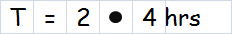 T = 2 • 4 hrs